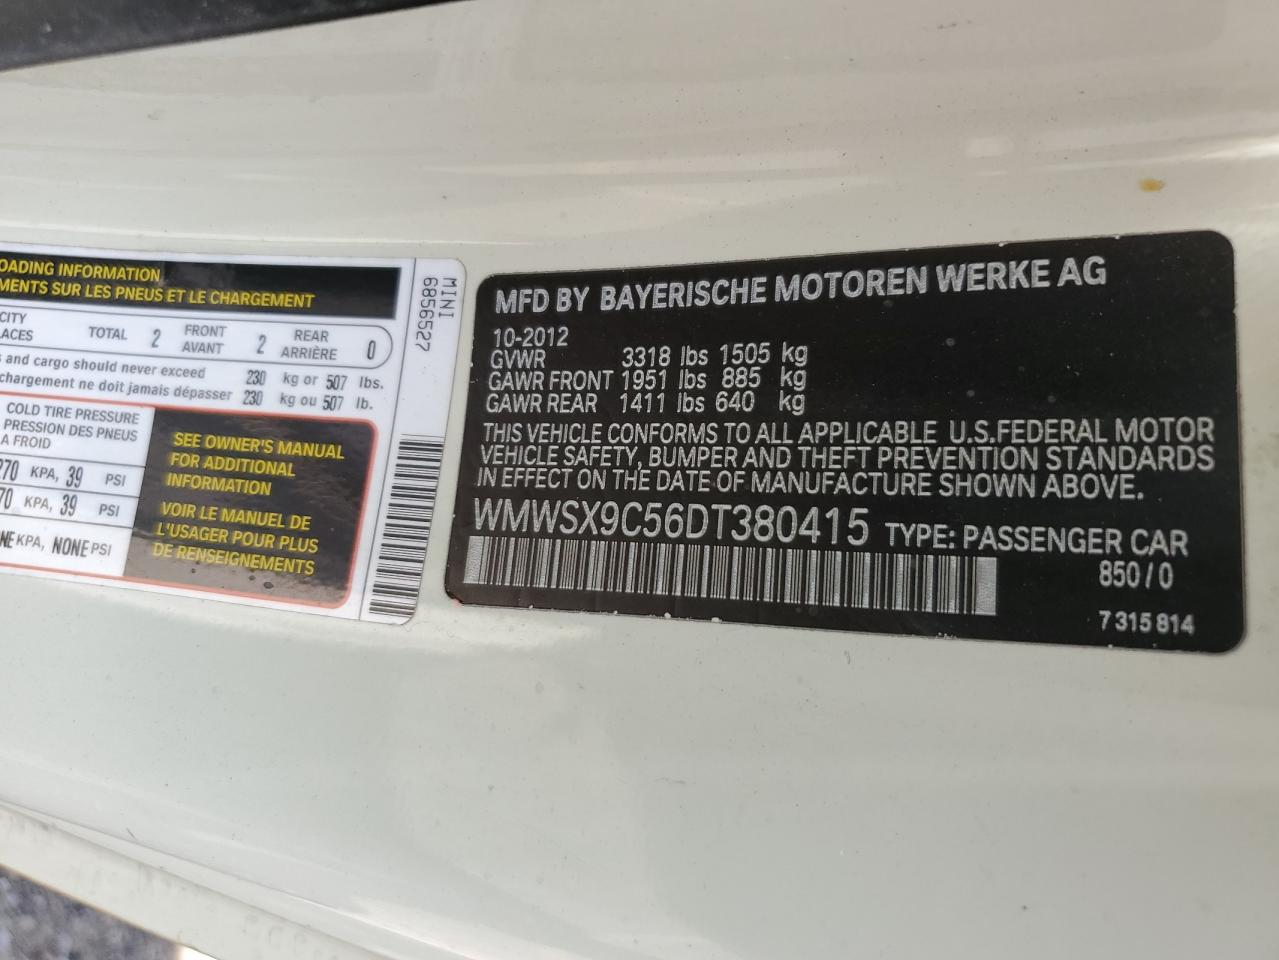 OADING INFORMATION
MENTS SUR LES PNEUS ET LE CHARGEMENT
CITY
LACES
TOTAL 2
FRONT
AVANT 2
REAR
ARRIÈRE 0
s and cargo should never exceed 230 kg or 507 lbs.
chargement ne doit jamais dépasser 230 kg ou 507 lb.
COLD TIRE PRESSURE
PRESSION DES PNEUS
A FROID
270 KPA, 39 PSI
70 KPA, 39 PSI
NE KPA, NONE PSI
SEE OWNER'S MANUAL
FOR ADDITIONAL
INFORMATION
VOIR LE MANUEL DE
L'USAGER POUR PLUS
DE RENSEIGNEMENTS
MINI
6856527
MFD BY BAYERISCHE MOTOREN WERKE AG
10-2012
GVWR 3318 lbs 1505 kg
GAWR FRONT 1951 lbs 885 kg
GAWR REAR 1411 lbs 640 kg
THIS VEHICLE CONFORMS TO ALL APPLICABLE U.S.FEDERAL MOTOR
VEHICLE SAFETY, BUMPER AND THEFT PREVENTION STANDARDS
IN EFFECT ON THE DATE OF MANUFACTURE SHOWN ABOVE.
WMWSX9C56DT380415 TYPE: PASSENGER CAR
850/0
7 315 814